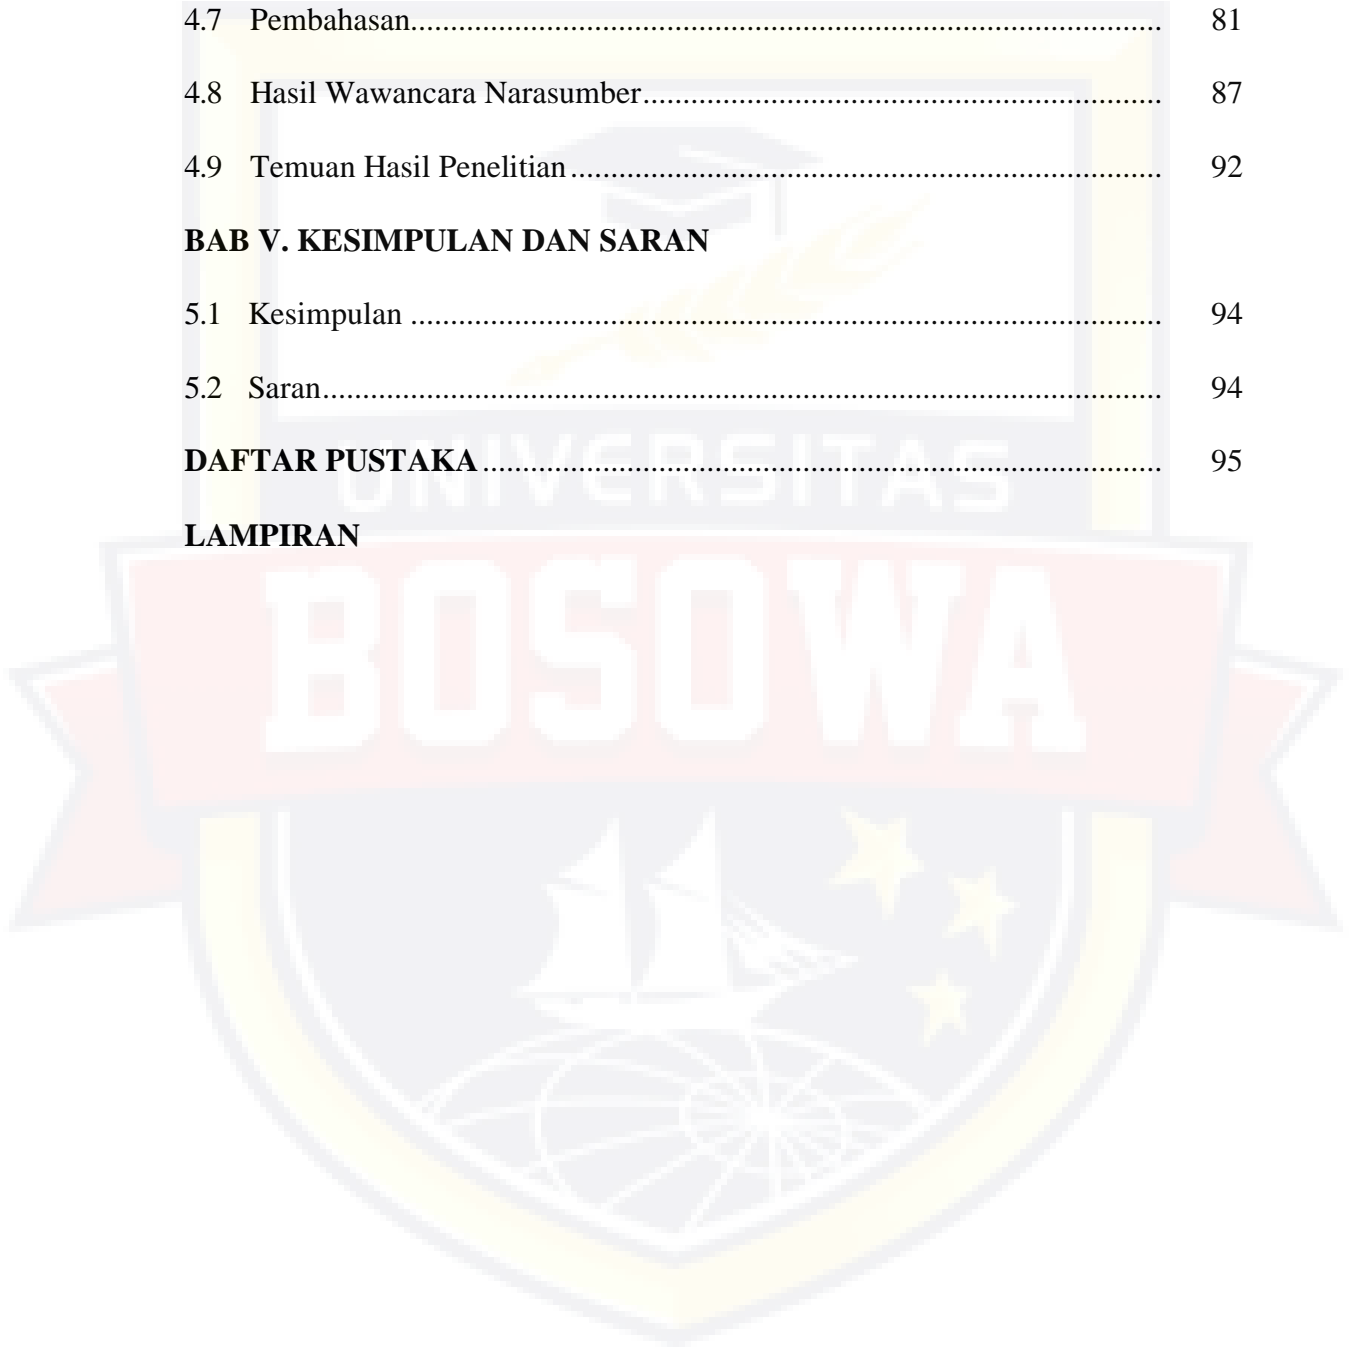 4.7 Pembahasan.............................................................................................. 81
4.8 Hasil Wawancara Narasumber................................................................. 87
4.9 Temuan Hasil Penelitian.......................................................................... 92
BAB V. KESIMPULAN DAN SARAN
5.1 Kesimpulan .............................................................................................. 94
5.2 Saran......................................................................................................... 94
DAFTAR PUSTAKA..................................................................................... 95
LAMPIRAN
UNIVERSITAS
BOSOWA